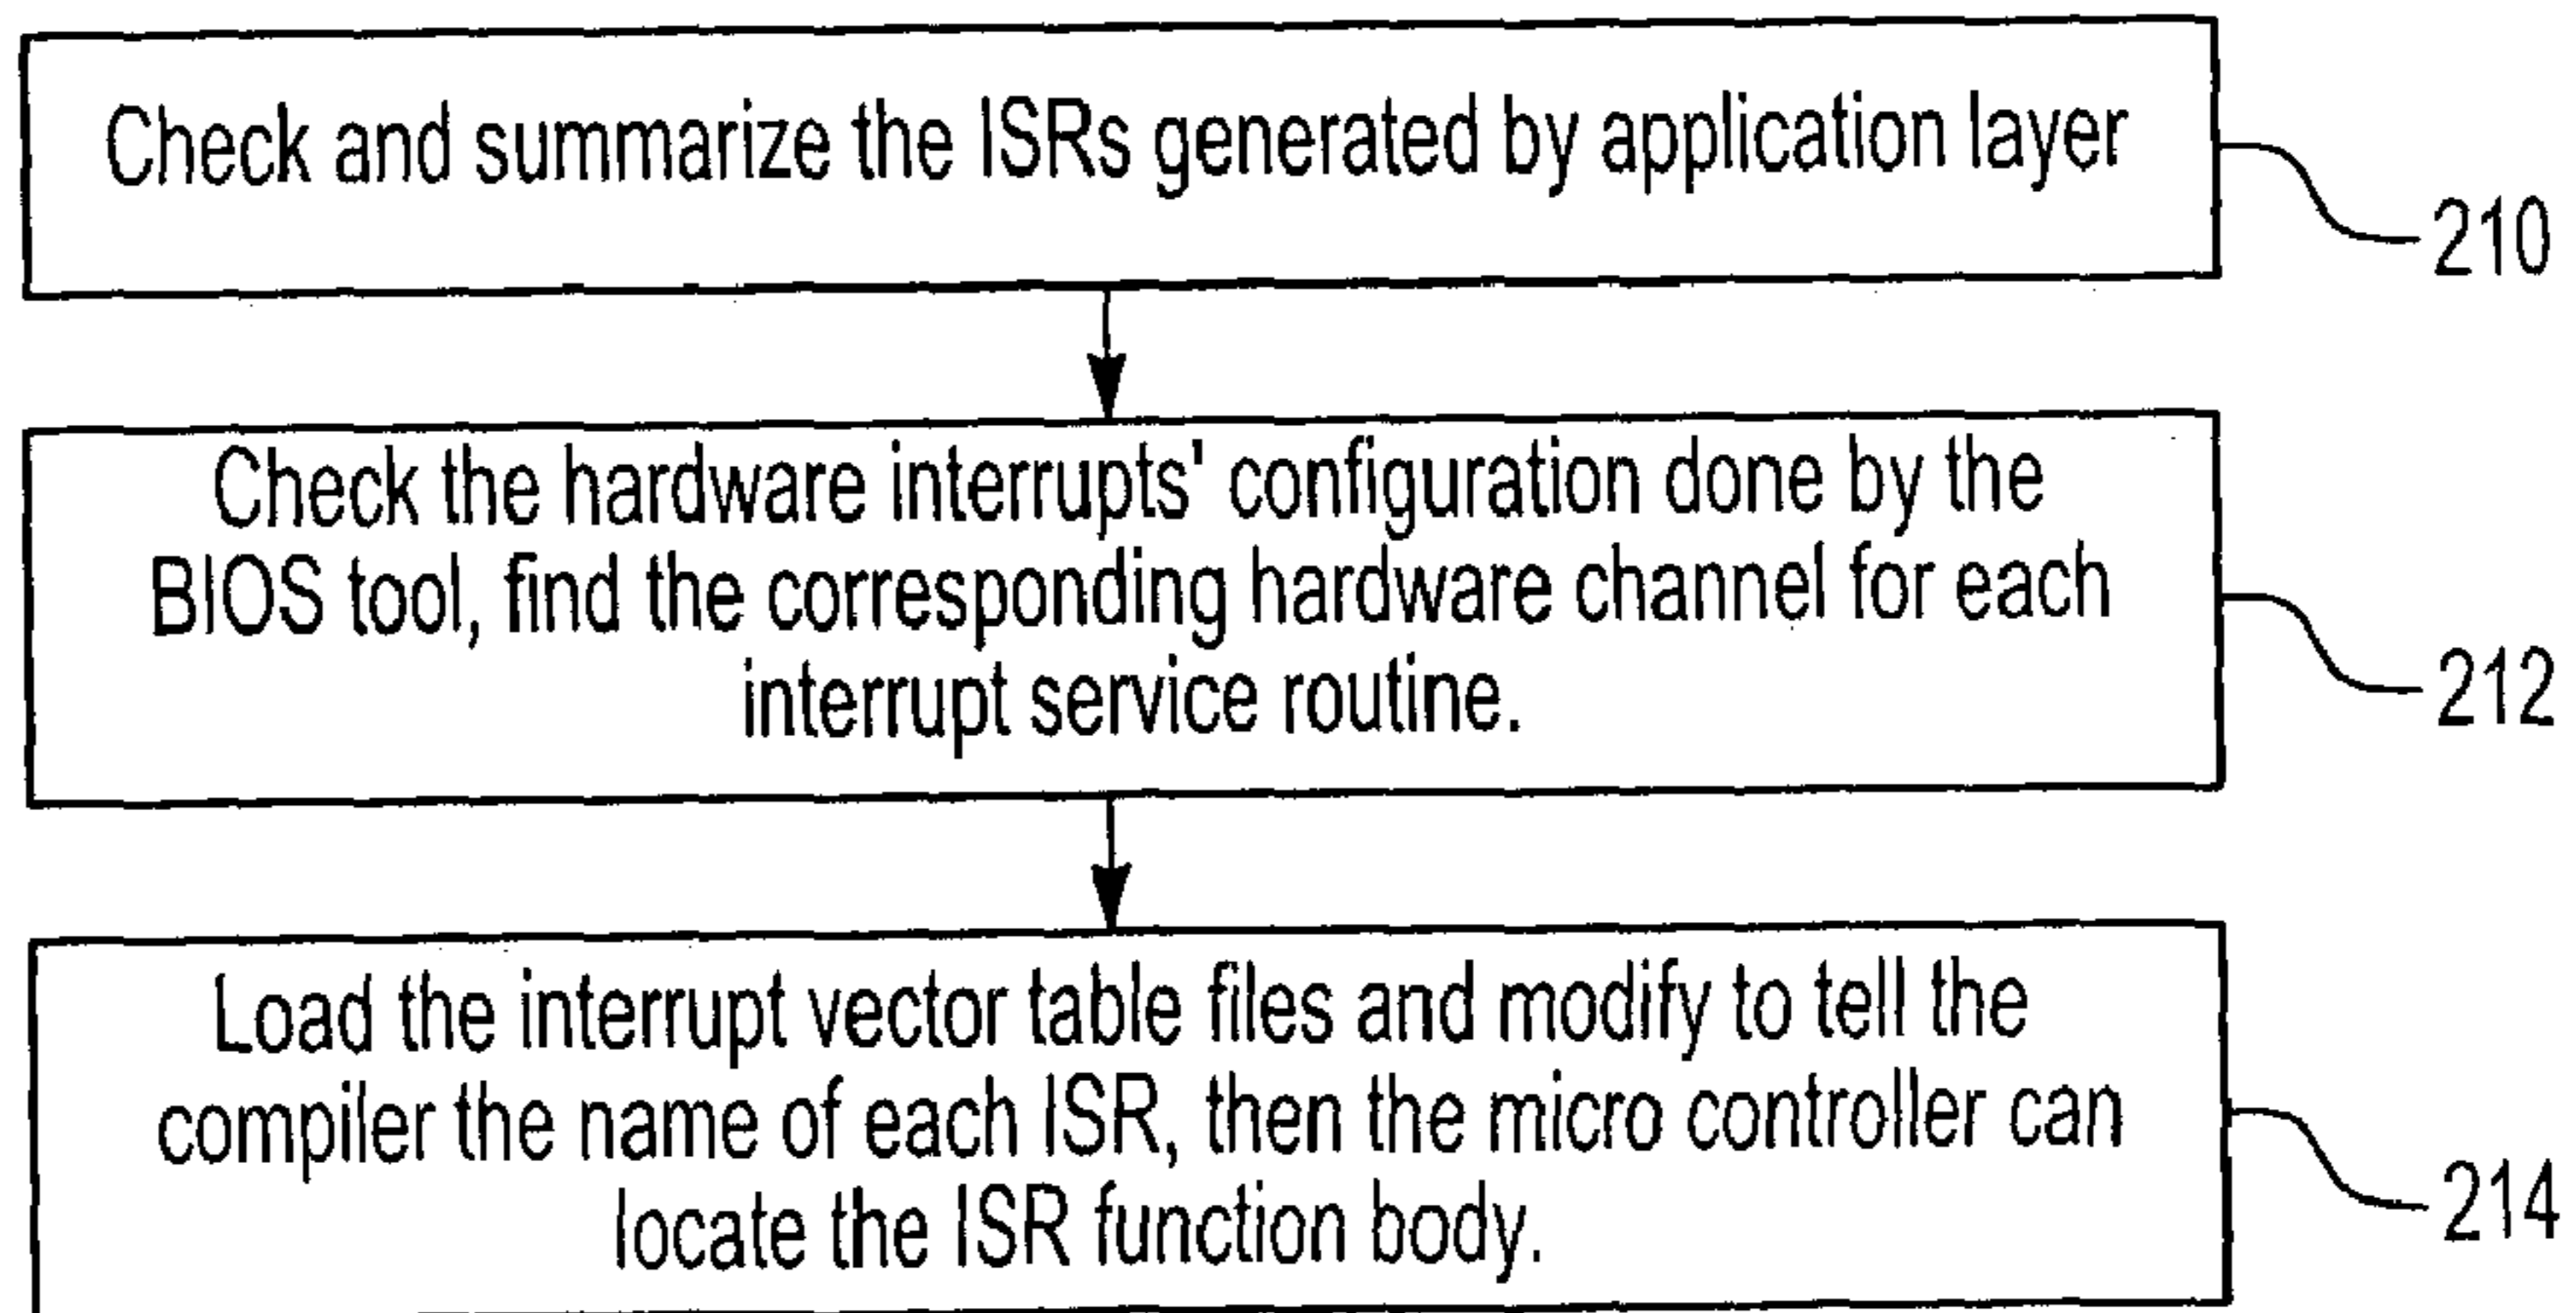 Check and summarize the ISRs generated by application layer
210
Check the hardware interrupts' configuration done by the
BIOS tool, find the corresponding hardware channel for each
interrupt service routine.
212
Load the interrupt vector table files and modify to tell the
compiler the name of each ISR, then the micro controller can
locate the ISR function body.
214